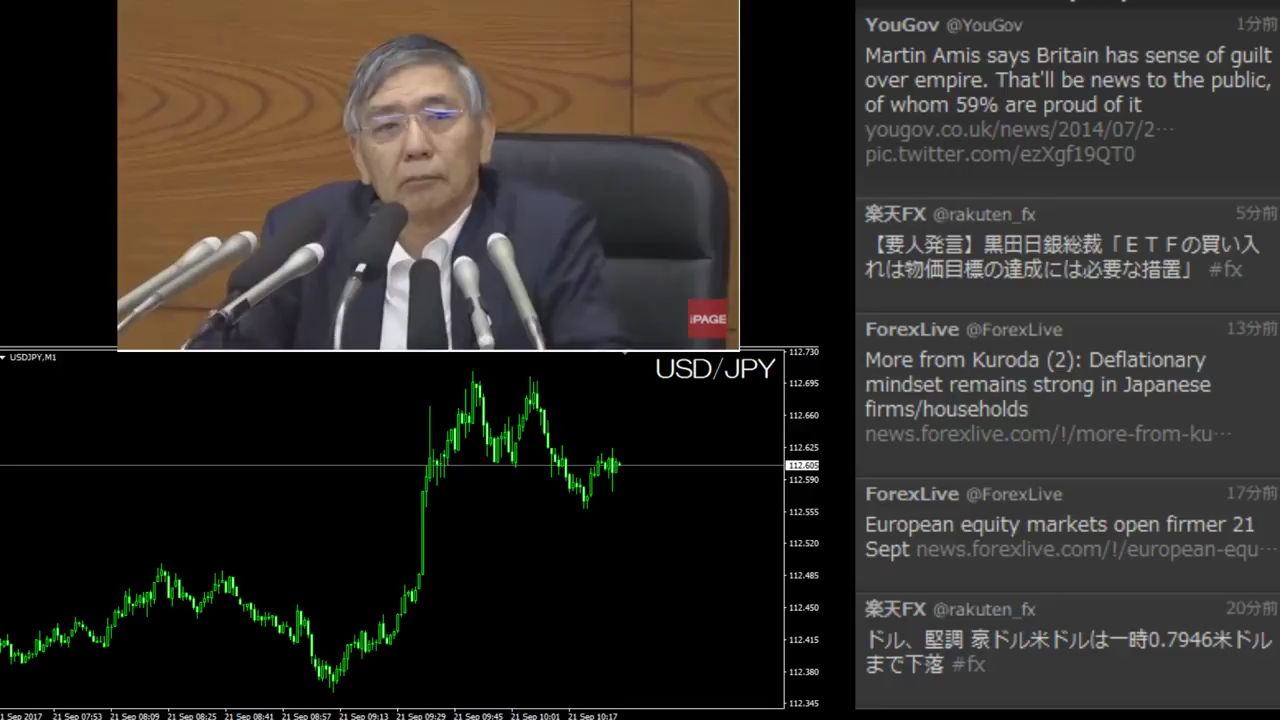 iPAGE
USDJPY,M1
USD/JPY
112.730
112.695
112.660
112.625
112.605
112.590
112.555
112.520
112.485
112.450
112.415
112.380
112.345
1 Sep 2017
21 Sep 07:53
21 Sep 08:09
21 Sep 08:25
21 Sep 08:41
21 Sep 08:57
21 Sep 09:13
21 Sep 09:29
21 Sep 09:45
21 Sep 10:01
21 Sep 10:17
YouGov @YouGov 1分前
Martin Amis says Britain has sense of guilt
over empire. That'll be news to the public,
of whom 59% are proud of it
yougov.co.uk/news/2014/07/2…
pic.twitter.com/ezXgf19QT0
楽天FX @rakuten_fx 5分前
【要人発言】黒田日銀総裁「ＥＴＦの買い入
れは物価目標の達成には必要な措置」 #fx
ForexLive @ForexLive 13分前
More from Kuroda (2): Deflationary
mindset remains strong in Japanese
firms/households
news.forexlive.com/!/more-from-ku…
ForexLive @ForexLive 17分前
European equity markets open firmer 21
Sept news.forexlive.com/!/european-equ…
楽天FX @rakuten_fx 20分前
ドル、堅調 豪ドル米ドルは一時0.7946米ドル
まで下落 #fx